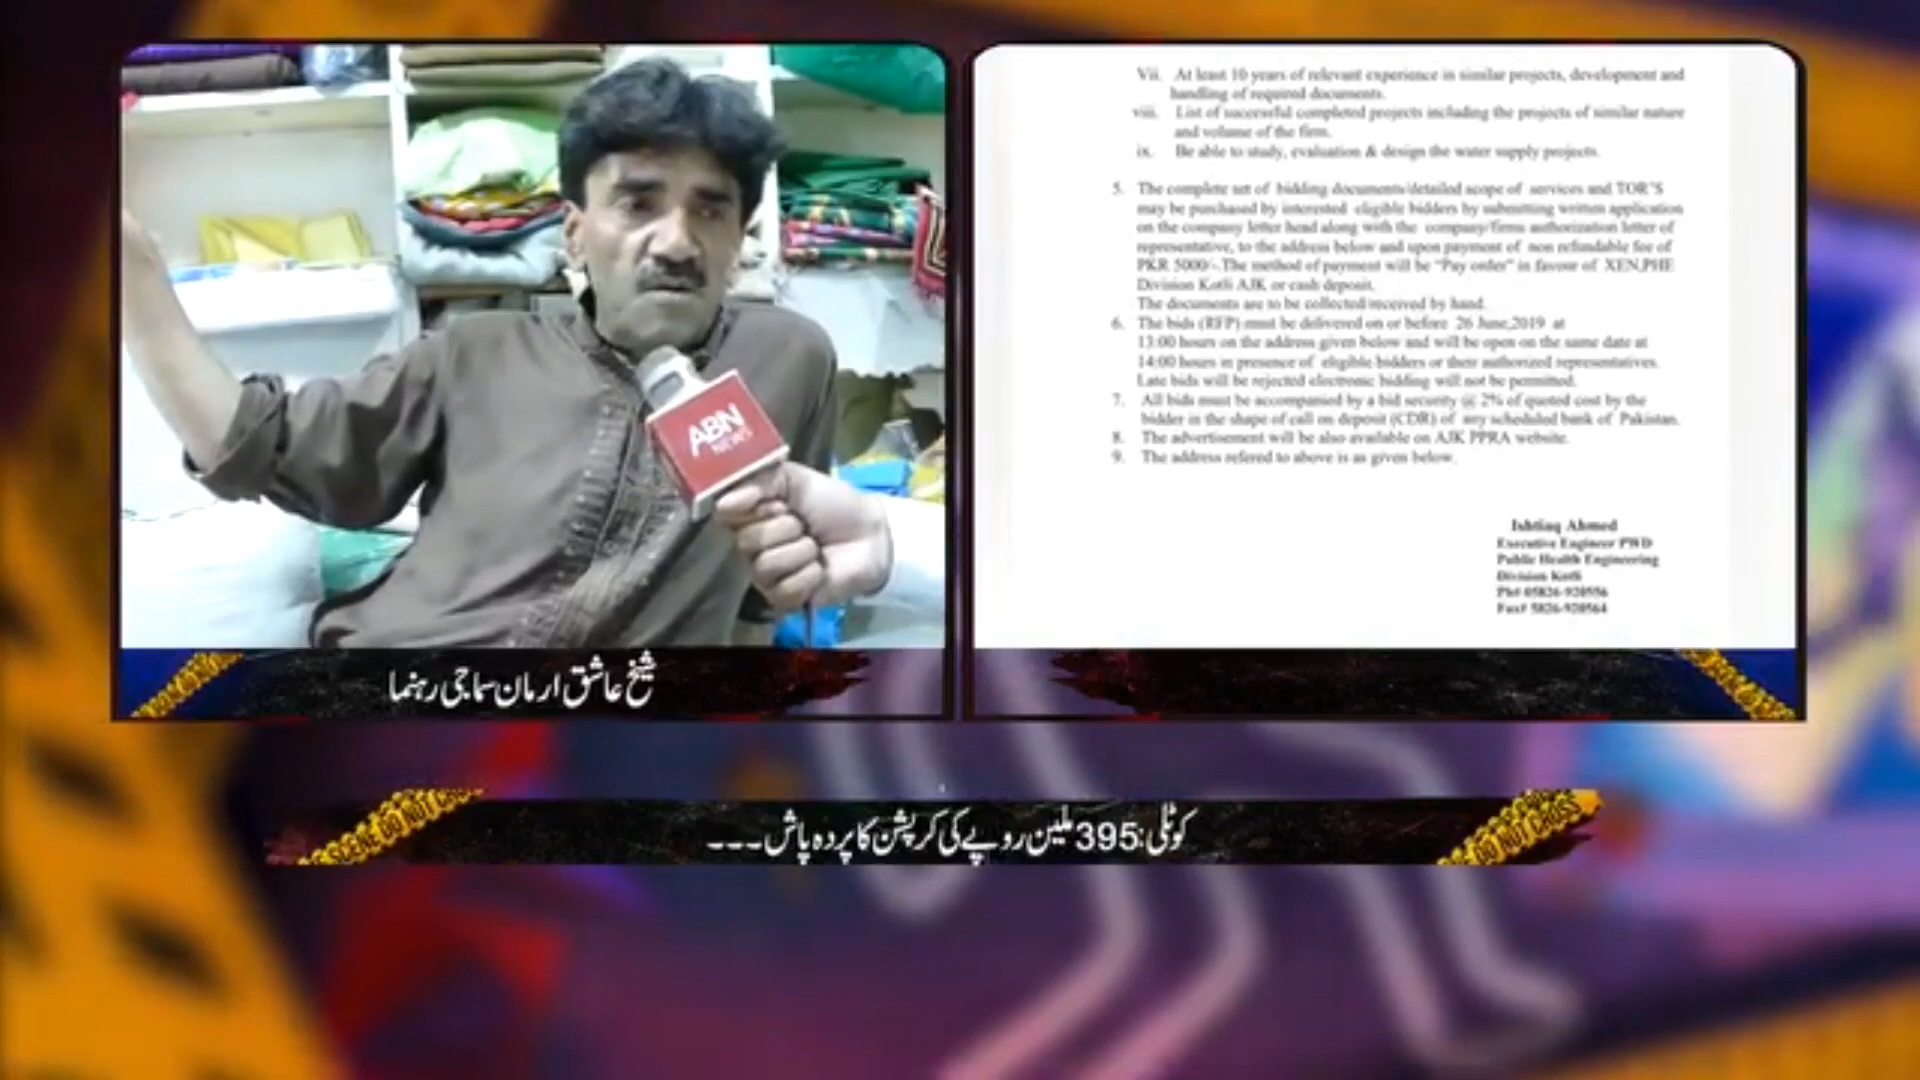 ABN
NEWS
شیخ عاشق ارمان سماجی رہنما
Vii. At least 10 years of relevant experience in similar projects, development and
handling of required documents.
viii. List of successful completed projects including the projects of similar nature
and volume of the firm.
ix. Be able to study, evaluation & design the water supply projects.
5. The complete set of bidding documents/detailed scope of services and TOR'S
may be purchased by interested eligible bidders by submitting written application
on the company letter head along with the company/firms authorization letter of
representative, to the address below and upon payment of non refundable fee of
PKR 5000/-.The method of payment will be "Pay order" in favour of XEN,PHE
Division Kotli AJK or cash deposit.
The documents are to be collected/received by hand.
6. The bids (RFP) must be delivered on or before 26 June,2019 at
13:00 hours on the address given below and will be open on the same date at
14:00 hours in presence of eligible bidders or their authorized representatives.
Late bids will be rejected electronic bidding will not be permitted.
7. All bids must be accompanied by a bid security @ 2% of quoted cost by the
bidder in the shape of call on deposit (CDR) of any scheduled bank of Pakistan.
8. The advertisement will be also available on AJK PPRA website.
9. The address refered to above is as given below.
Ishtiaq Ahmed
Executive Engineer PWD
Public Health Engineering
Division Kotli
Ph# 05826-920556
Fax# 5826-920564
کوٹلی:395 ملین روپے کی کرپشن کا پردہ پاش ---
SCENE DO NOT
DO NOT CROSS